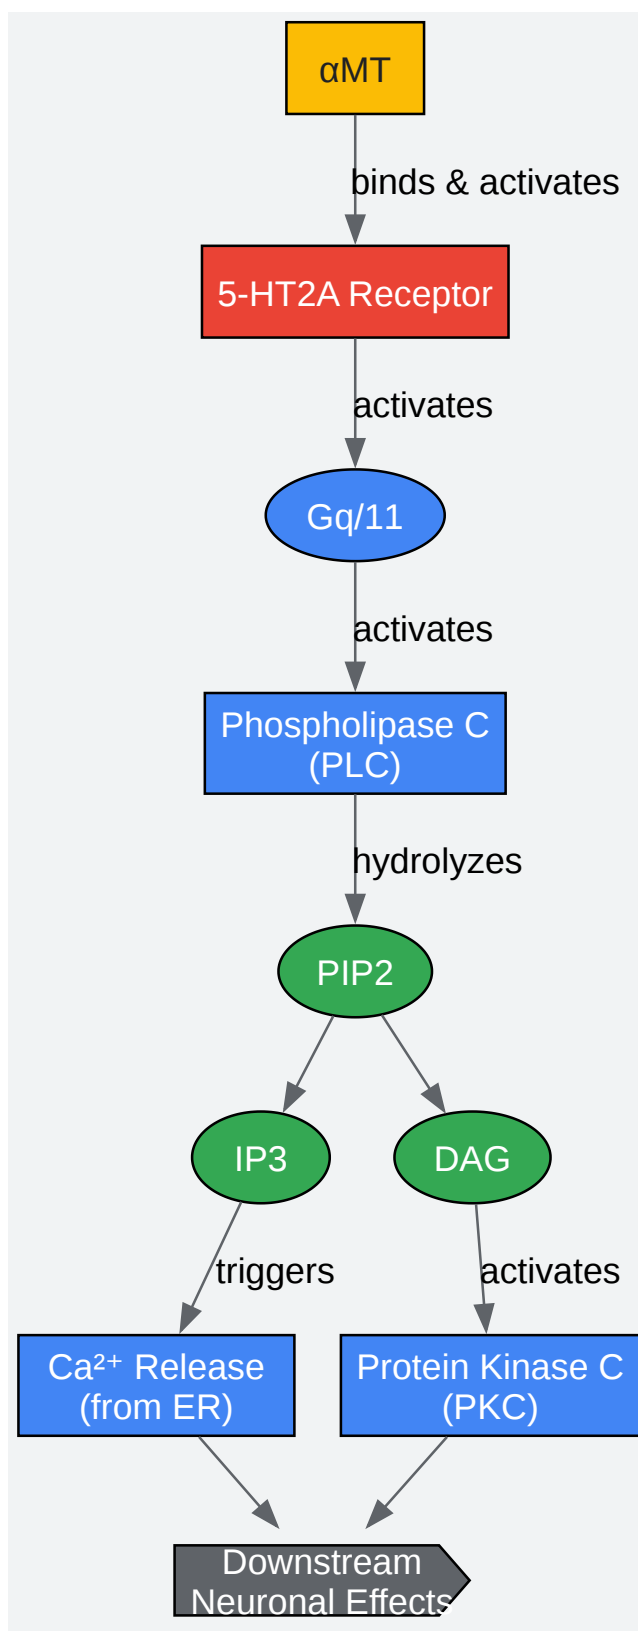 αMT
binds & activates
5-HT2A Receptor
activates
Gq/11
activates
Phospholipase C
(PLC)
hydrolyzes
PIP2
IP3
DAG
triggers
activates
Ca²⁺ Release
(from ER)
Protein Kinase C
(PKC)
Downstream
Neuronal Effects